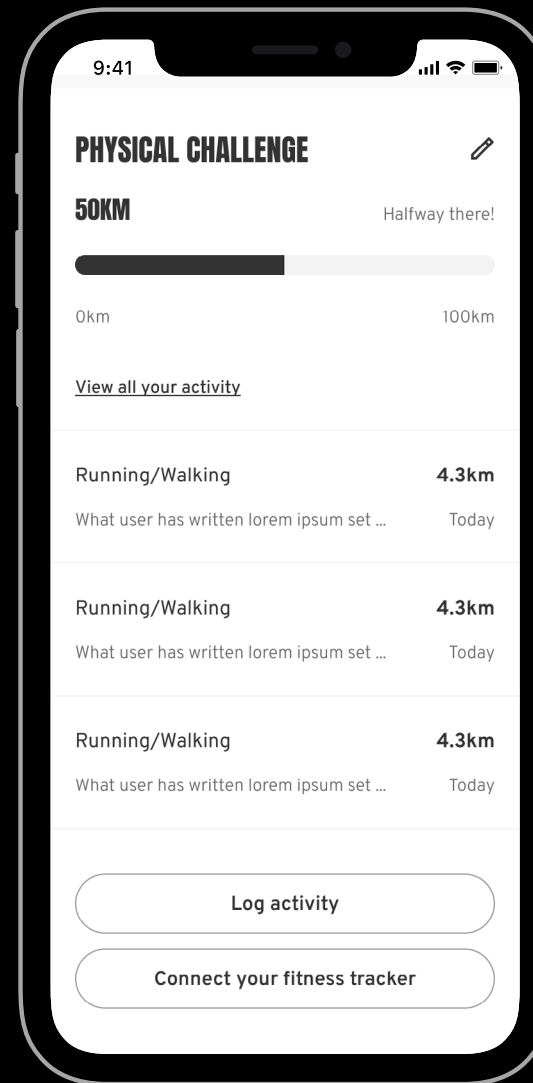 9:41
PHYSICAL CHALLENGE
50KM
Halfway there!
0km
100km
View all your activity
Running/Walking
4.3km
What user has written lorem ipsum set ...
Today
Running/Walking
4.3km
What user has written lorem ipsum set ...
Today
Running/Walking
4.3km
What user has written lorem ipsum set ...
Today
Log activity
Connect your fitness tracker